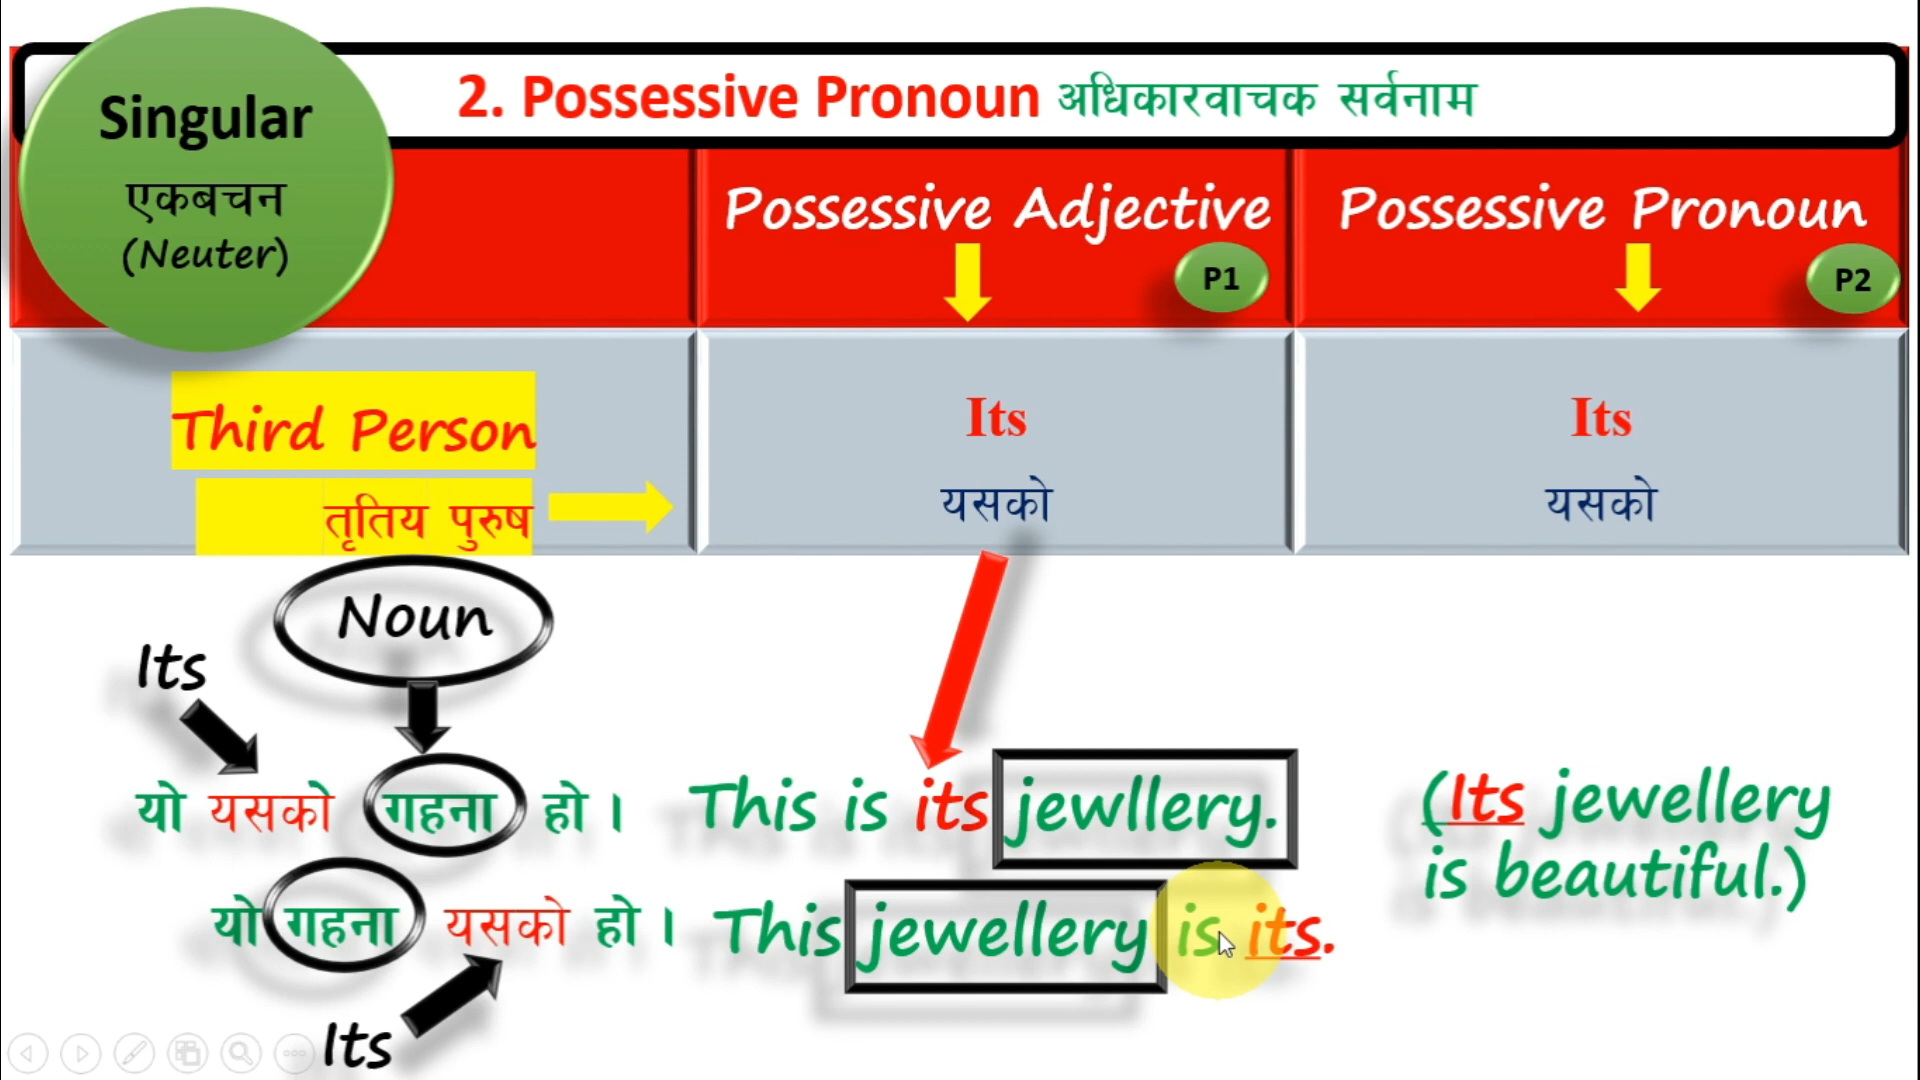 2. Possessive Pronoun अधिकारवाचक सर्वनाम
Singular
एकबचन
(Neuter)
Possessive Adjective
P1
Possessive Pronoun
P2
Third Person
तृतिय पुरुष
Its
यसको
Its
यसको
Noun
Its
यो यसको गहना हो । This is its jewllery.
(Its jewellery
is beautiful.)
यो गहना यसको हो । This jewellery is its.
Its